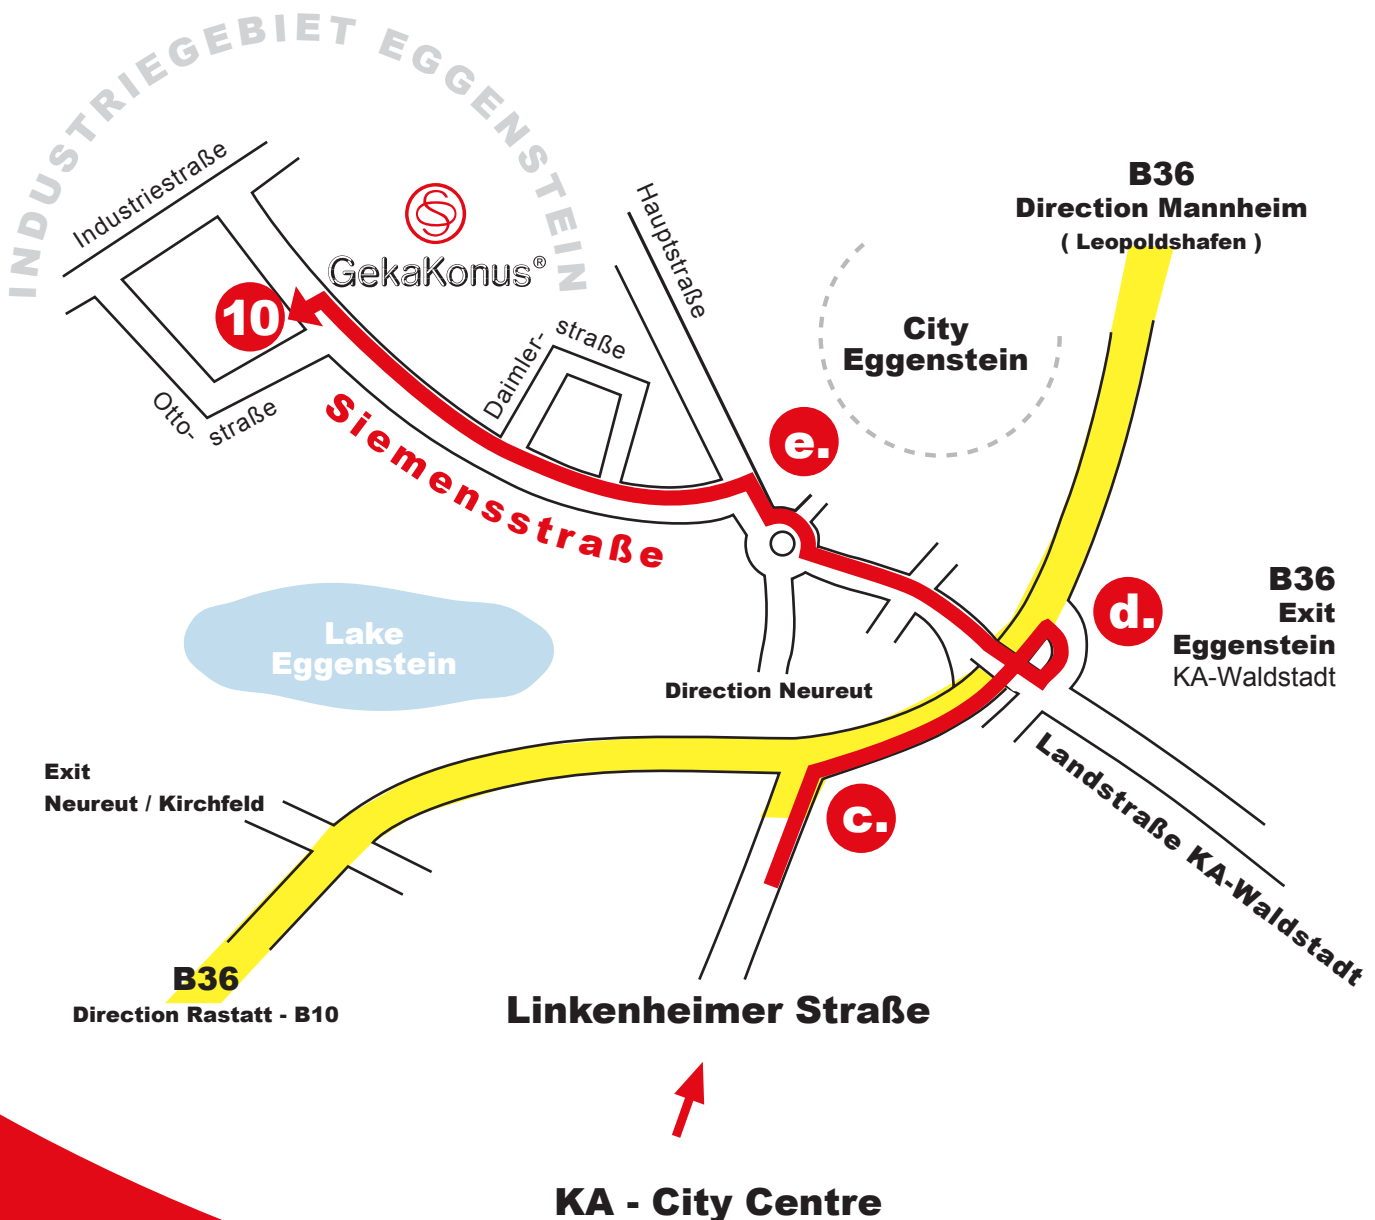 INDUSTRIEGEBIET EGGENSTEIN
Industriestraße
GekaKonus®
Hauptstraße
B36
Direction Mannheim
( Leopoldshafen )
10
City
Eggenstein
Daimler-
straße
Otto-
straße
Siemensstraße
e.
d.
B36
Exit
Eggenstein
KA-Waldstadt
Lake
Eggenstein
Direction Neureut
Exit
Neureut / Kirchfeld
c.
Landstraße KA-Waldstadt
B36
Direction Rastatt - B10
Linkenheimer Straße
KA - City Centre